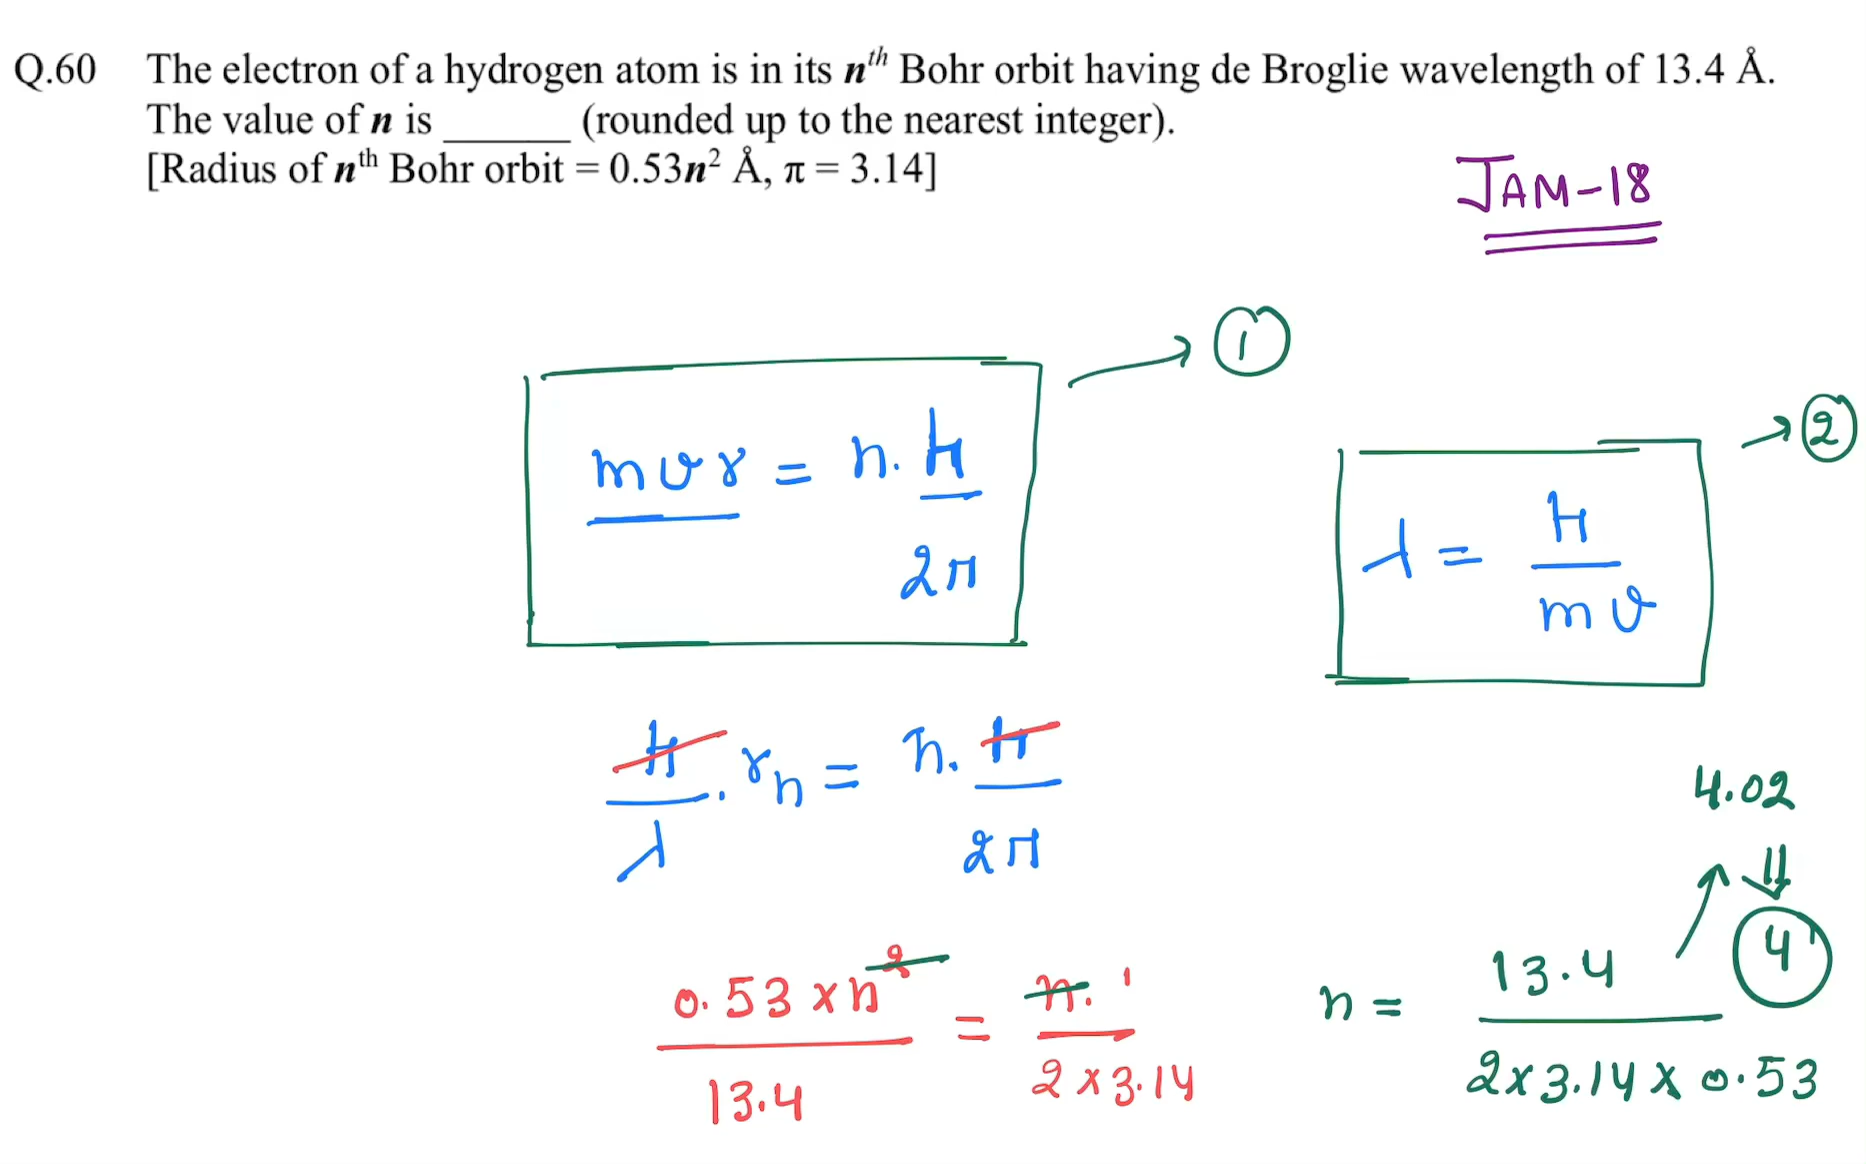 Q.60 The electron of a hydrogen atom is in its nth Bohr orbit having de Broglie wavelength of 13.4 Å.
The value of n is ______ (rounded up to the nearest integer).
[Radius of nth Bohr orbit = 0.53n² Å, π = 3.14]
JAM-18
mvr = n. h / 2π → ①
λ = h / mv → ②
h / λ . rₙ = n. h / 2π
0.53 × n² / 13.4 = n. 1 / 2 × 3.14
n = 13.4 / 2 × 3.14 × 0.53
4.02
4